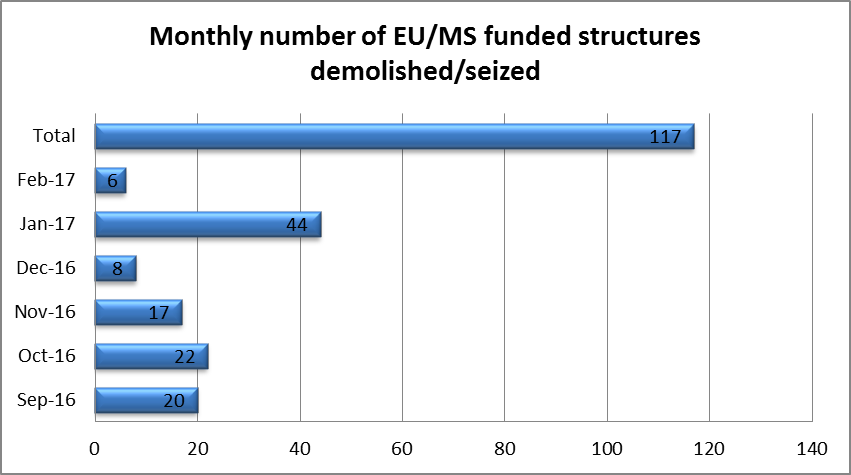 Monthly number of EU/MS funded structures
demolished/seized
Total 117
Feb-17 6
Jan-17 44
Dec-16 8
Nov-16 17
Oct-16 22
Sep-16 20
0 20 40 60 80 100 120 140